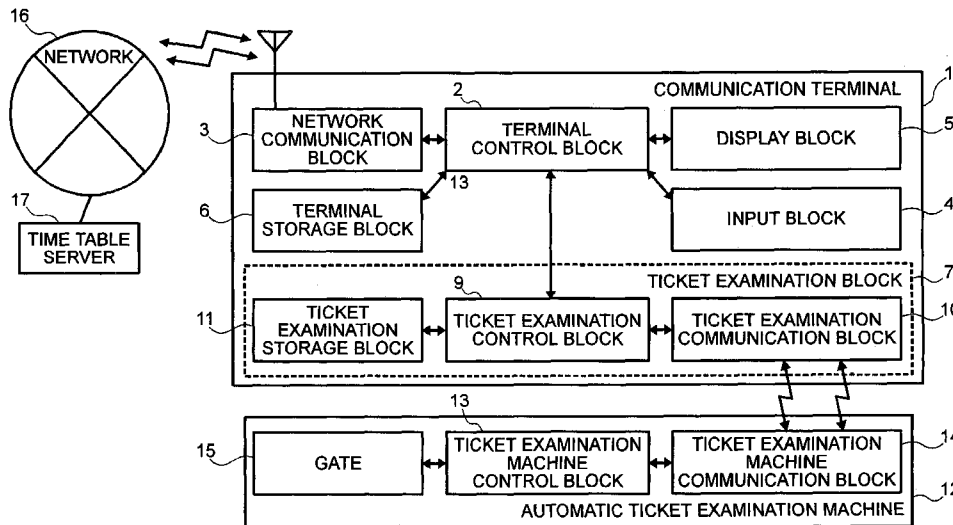 16
NETWORK
17
TIME TABLE
SERVER
1
COMMUNICATION TERMINAL
2
3
NETWORK
COMMUNICATION
BLOCK
TERMINAL
CONTROL BLOCK
5
DISPLAY BLOCK
13
6
TERMINAL
STORAGE BLOCK
4
INPUT BLOCK
7
TICKET EXAMINATION BLOCK
9
10
11
TICKET
EXAMINATION
STORAGE BLOCK
TICKET EXAMINATION
CONTROL BLOCK
TICKET EXAMINATION
COMMUNICATION BLOCK
13
14
15
GATE
TICKET EXAMINATION
MACHINE
CONTROL BLOCK
TICKET EXAMINATION
MACHINE
COMMUNICATION BLOCK
12
AUTOMATIC TICKET EXAMINATION MACHINE